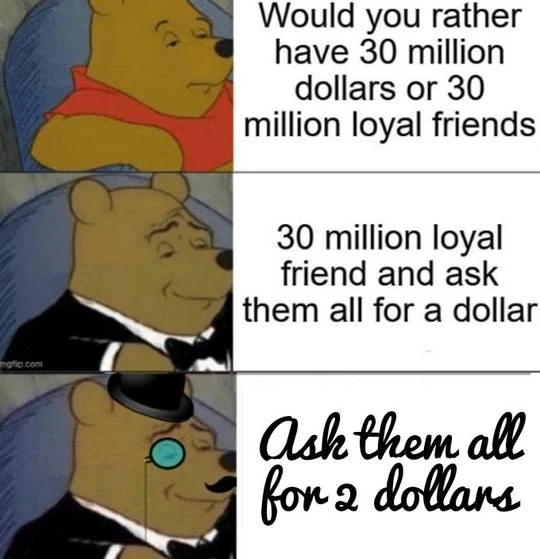 Would you rather
have 30 million
dollars or 30
million loyal friends
30 million loyal
friend and ask
them all for a dollar
mgflip.com
Ask them all
for 2 dollars